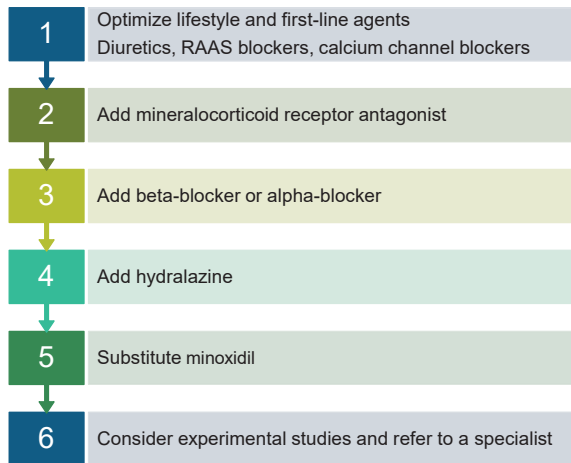 1
Optimize lifestyle and first-line agents
Diuretics, RAAS blockers, calcium channel blockers
2
Add mineralocorticoid receptor antagonist
3
Add beta-blocker or alpha-blocker
4
Add hydralazine
5
Substitute minoxidil
6
Consider experimental studies and refer to a specialist